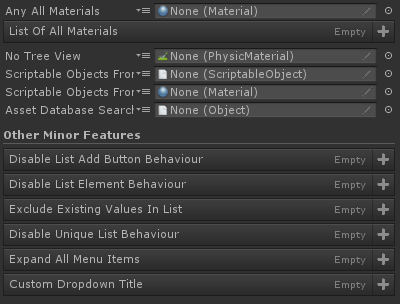 Any All Materials None (Material)
List Of All Materials Empty
No Tree View None (PhysicMaterial)
Scriptable Objects From None (ScriptableObject)
Scriptable Objects From None (Material)
Asset Database Search None (Object)
Other Minor Features
Disable List Add Button Behaviour Empty
Disable List Element Behaviour Empty
Exclude Existing Values In List Empty
Disable Unique List Behaviour Empty
Expand All Menu Items Empty
Custom Dropdown Title Empty